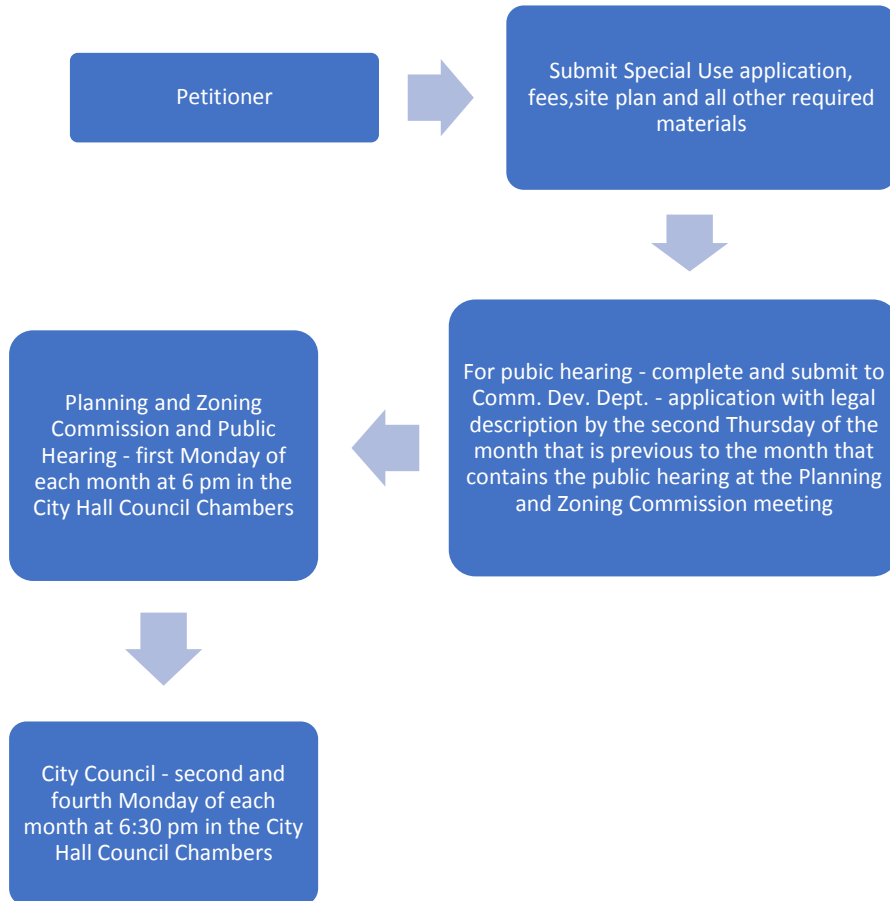 Petitioner
Submit Special Use application,
fees,site plan and all other required
materials
For pubic hearing - complete and submit to
Comm. Dev. Dept. - application with legal
description by the second Thursday of the
month that is previous to the month that
contains the public hearing at the Planning
and Zoning Commission meeting
Planning and Zoning
Commission and Public
Hearing - first Monday of
each month at 6 pm in the
City Hall Council Chambers
City Council - second and
fourth Monday of each
month at 6:30 pm in the City
Hall Council Chambers